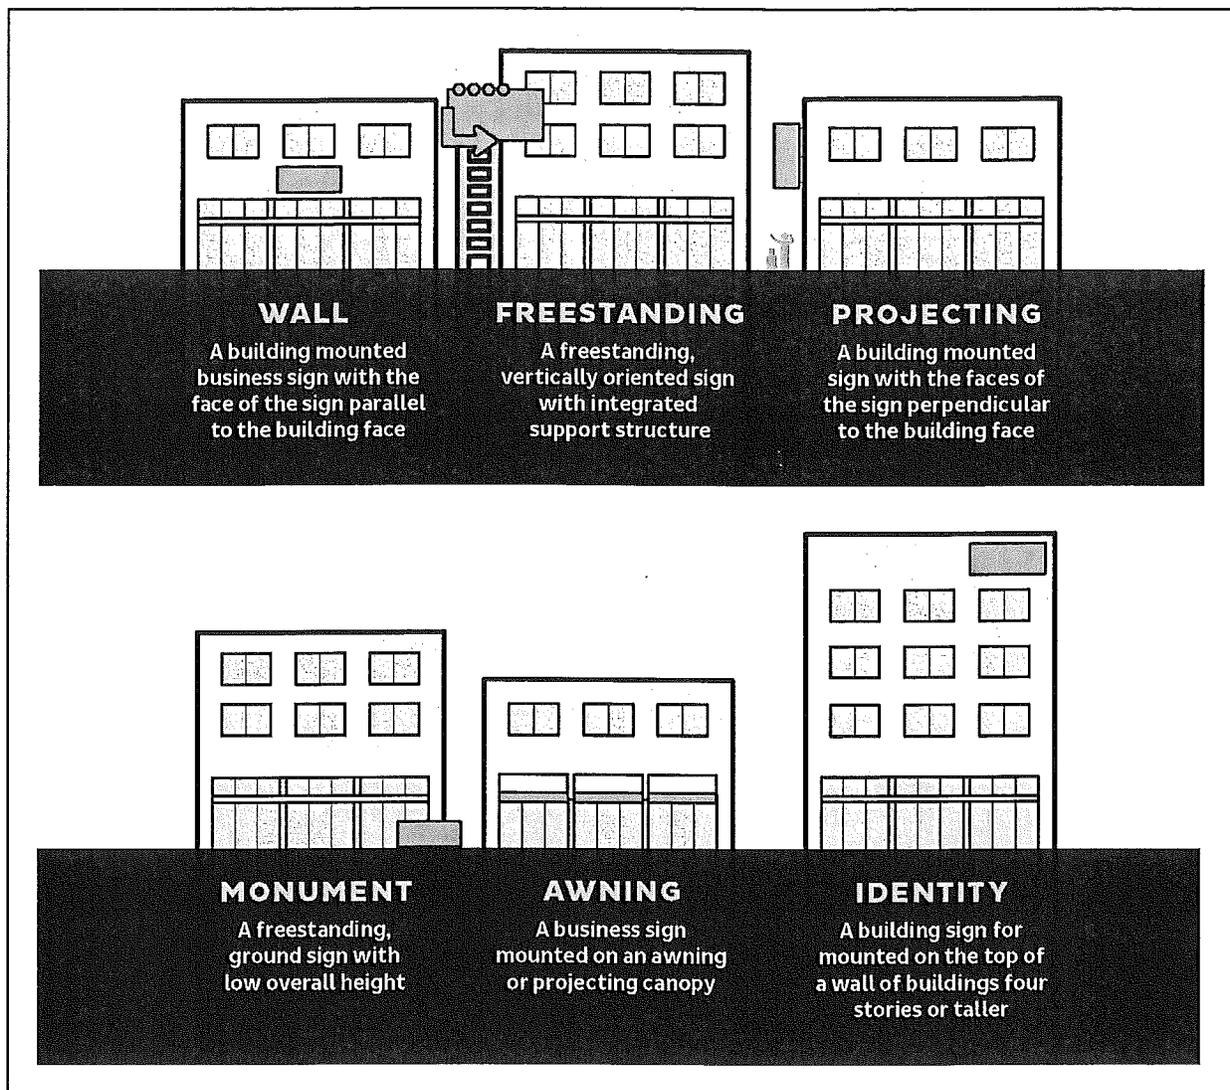 WALL
A building mounted
business sign with the
face of the sign parallel
to the building face
FREESTANDING
A freestanding,
vertically oriented sign
with integrated
support structure
PROJECTING
A building mounted
sign with the faces of
the sign perpendicular
to the building face
MONUMENT
A freestanding,
ground sign with
low overall height
AWNING
A business sign
mounted on an awning
or projecting canopy
IDENTITY
A building sign for
mounted on the top of
a wall of buildings four
stories or taller